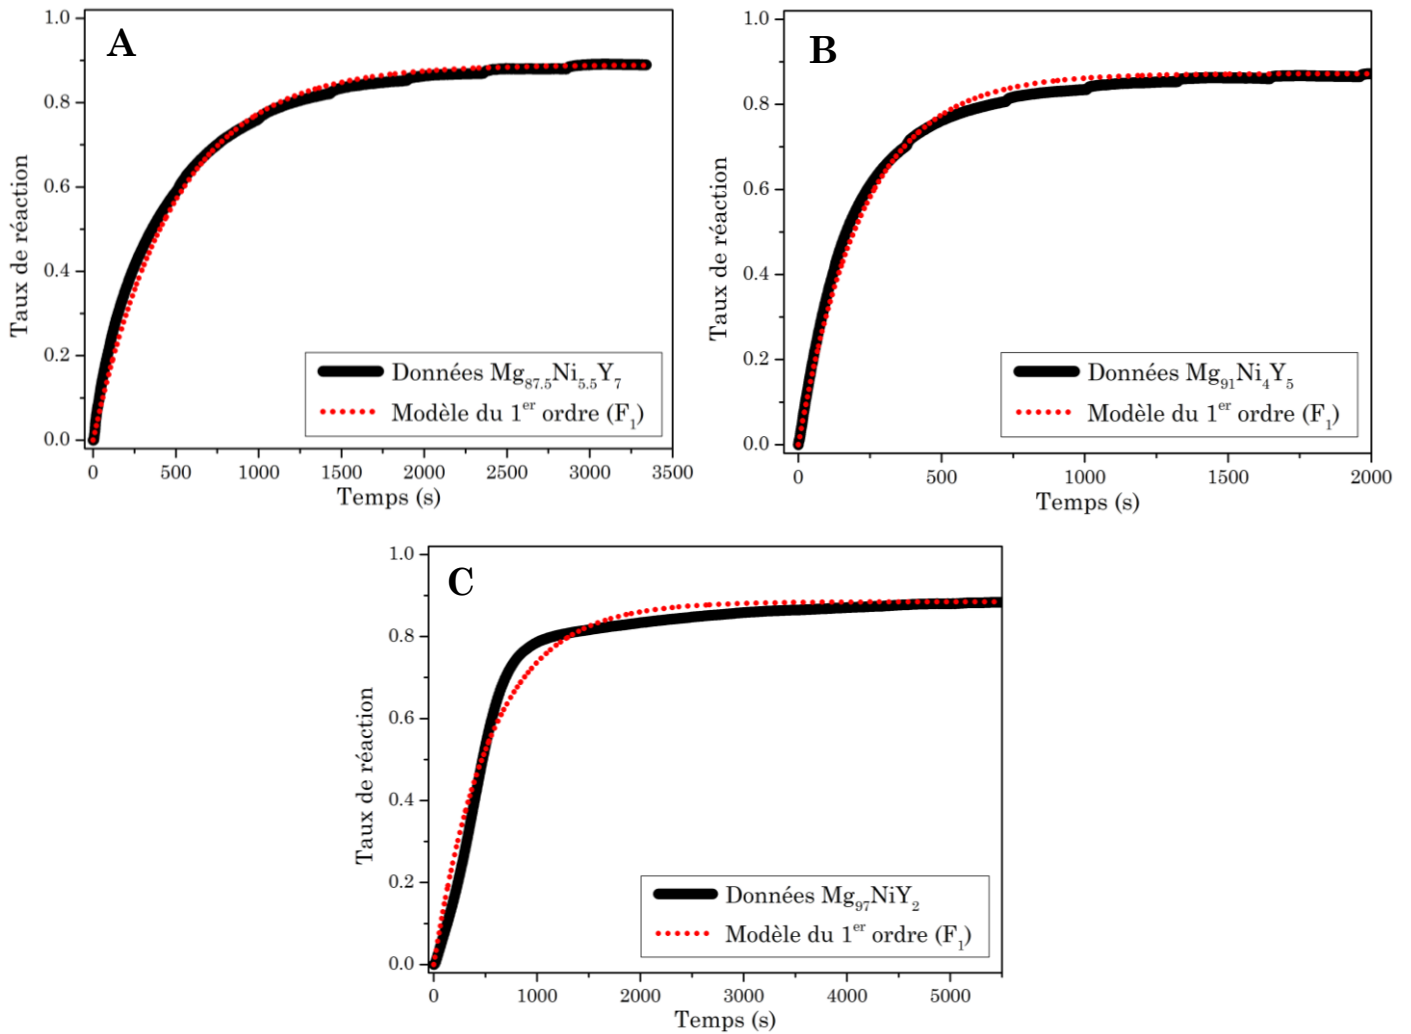 A
1.0
0.8
0.6
0.4
0.2
0.0
Taux de réaction
Données Mg87.5Ni5.5Y7
Modèle du 1er ordre (F1)
0 500 1000 1500 2000 2500 3000 3500
Temps (s)
B
1.0
0.8
0.6
0.4
0.2
0.0
Taux de réaction
Données Mg91Ni4Y5
Modèle du 1er ordre (F1)
0 500 1000 1500 2000
Temps (s)
C
1.0
0.8
0.6
0.4
0.2
0.0
Taux de réaction
Données Mg97NiY2
Modèle du 1er ordre (F1)
0 1000 2000 3000 4000 5000
Temps (s)